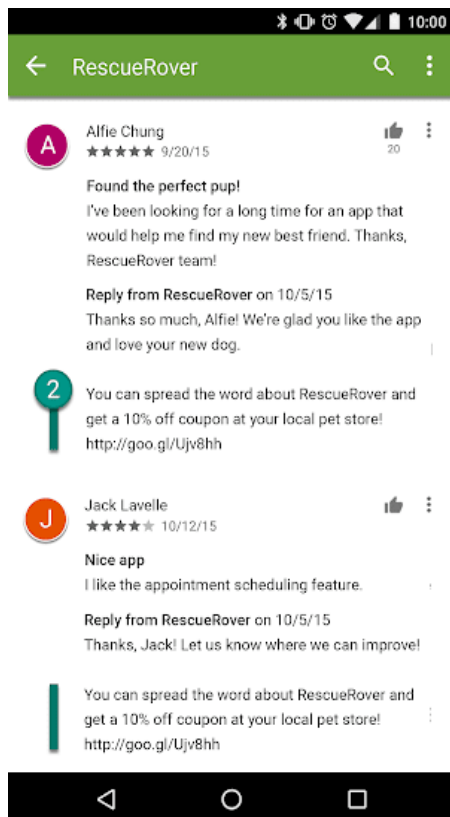 10:00
RescueRover
A
Alfie Chung
★★★★★ 9/20/15
20
Found the perfect pup!
I've been looking for a long time for an app that
would help me find my new best friend. Thanks,
RescueRover team!
Reply from RescueRover on 10/5/15
Thanks so much, Alfie! We're glad you like the app
and love your new dog.
2
You can spread the word about RescueRover and
get a 10% off coupon at your local pet store!
http://goo.gl/Ujv8hh
J
Jack Lavelle
★★★★★ 10/12/15
Nice app
I like the appointment scheduling feature.
Reply from RescueRover on 10/5/15
Thanks, Jack! Let us know where we can improve!
You can spread the word about RescueRover and
get a 10% off coupon at your local pet store!
http://goo.gl/Ujv8hh